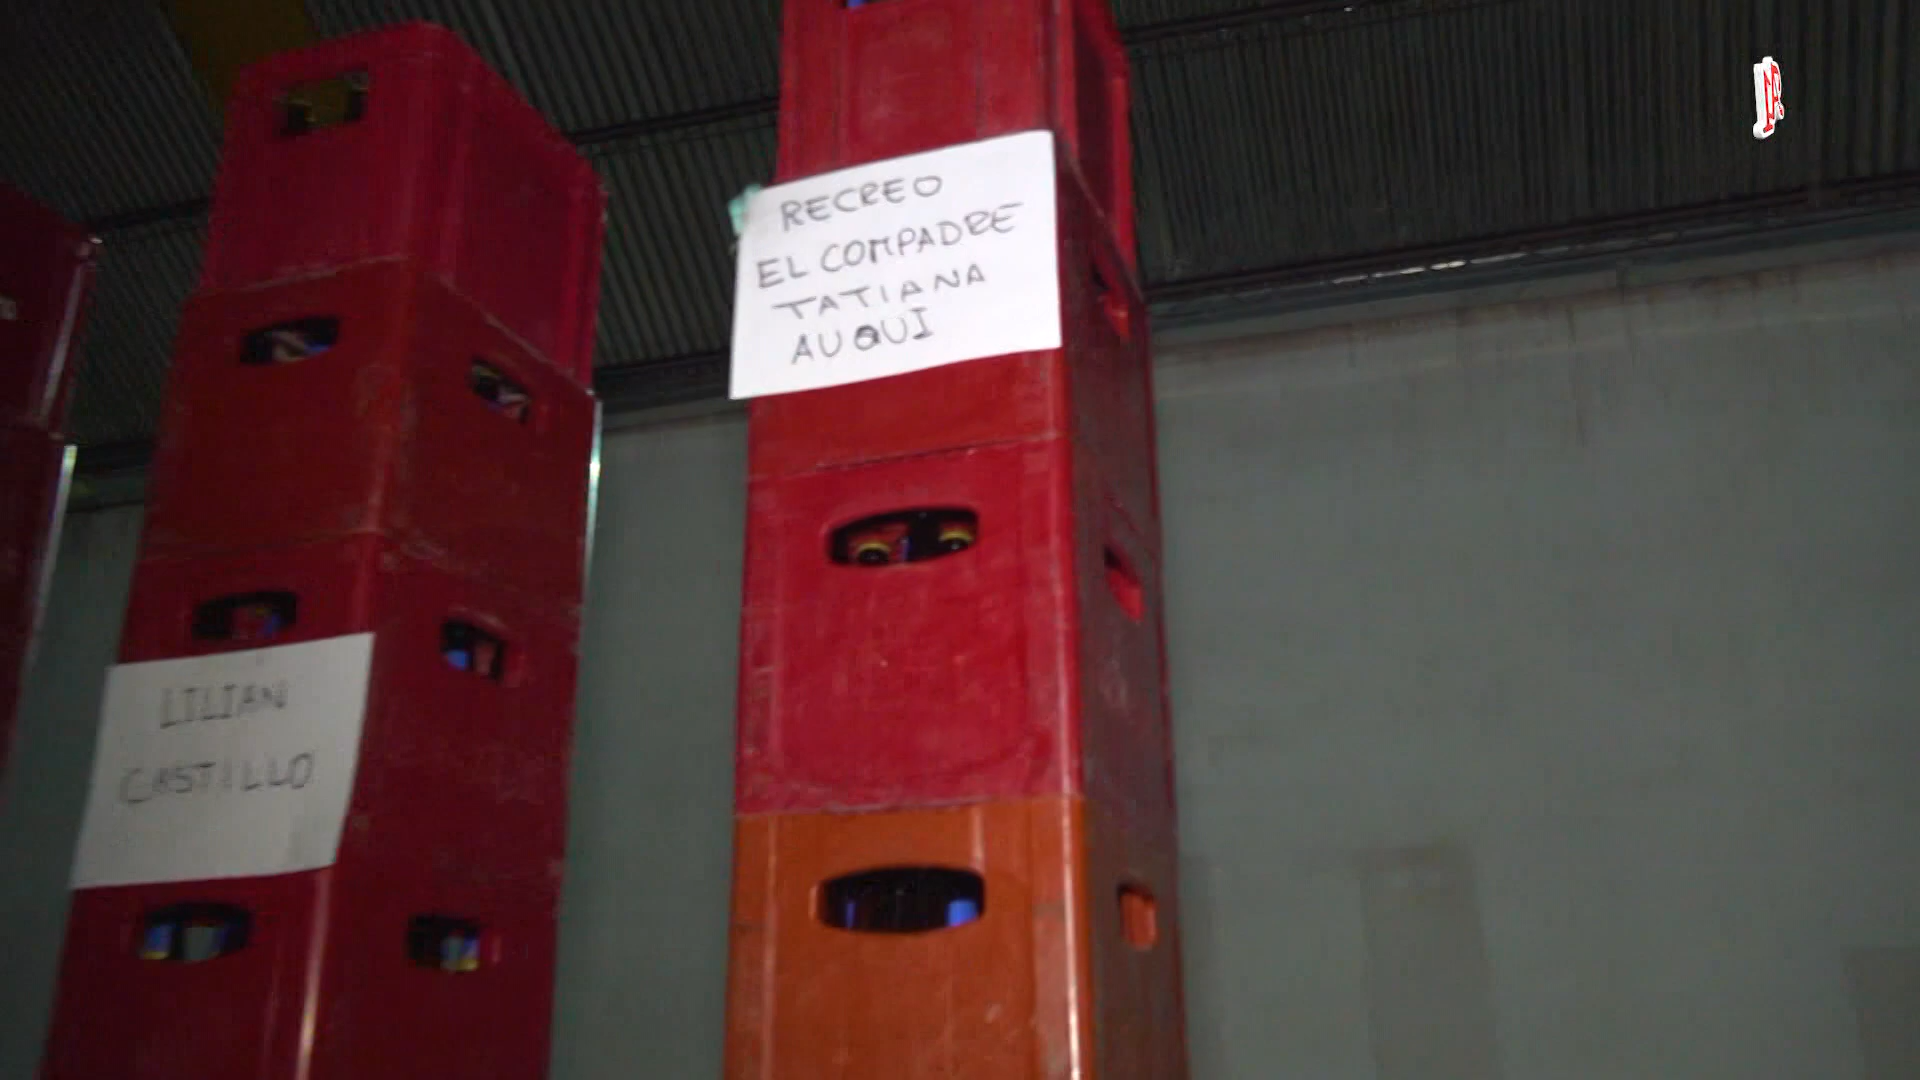 RECREO
EL COMPADRE
TATIANA
AUQUI
LILIAN
CASTILLO